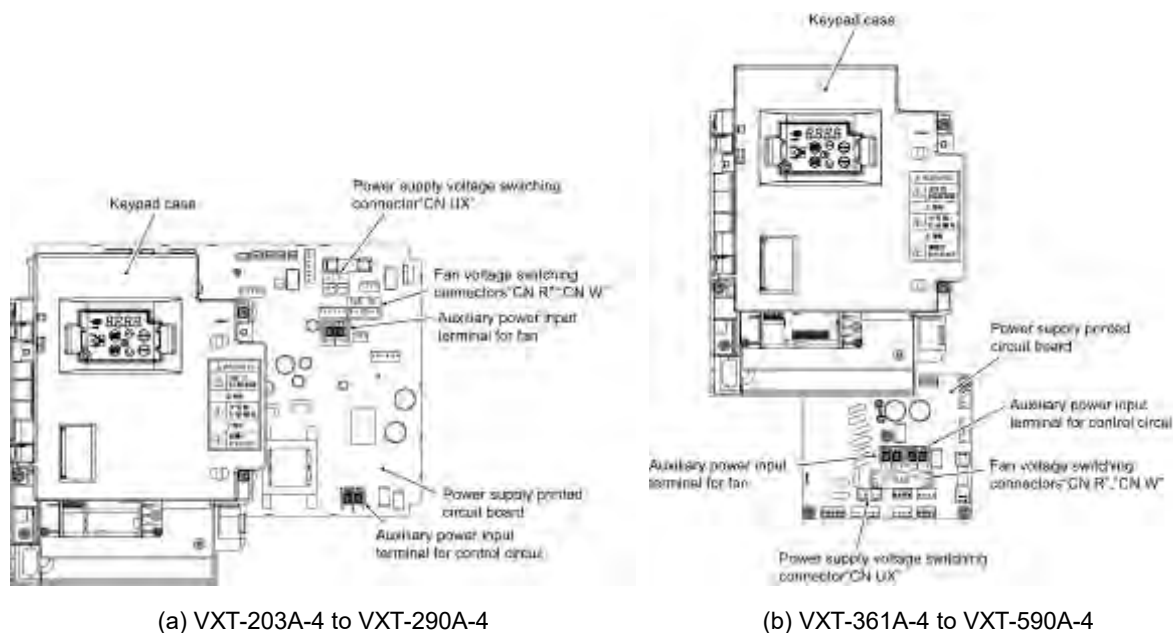 Keypad case
Power supply voltage switching
connector"CN UX"
Keypad case
Fan voltage switching
connectors"CN R","CN W"
Auxiliary power input
terminal for fan
Power supply printed
circuit board
Auxiliary power input
terminal for control circui
Power supply printed
circuit board
Auxiliary power input
terminal for control circui
Auxiliary power input
terminal for fan
Fan voltage switching
connectors"CN R","CN W"
Power supply voltage switching
connector"CN UX"
(a) VXT-203A-4 to VXT-290A-4
(b) VXT-361A-4 to VXT-590A-4